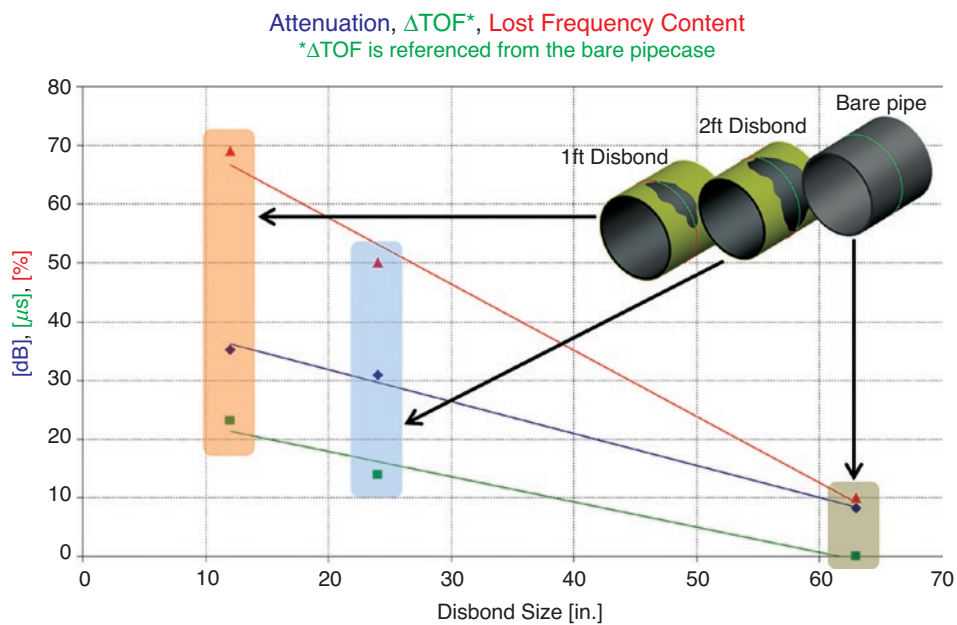 Attenuation, ΔTOF*, Lost Frequency Content
*ΔTOF is referenced from the bare pipecase
80
70
60
50
40
30
20
10
0
[dB], [μs], [%]
Bare pipe
2ft Disbond
1ft Disbond
0 10 20 30 40 50 60 70
Disbond Size [in.]